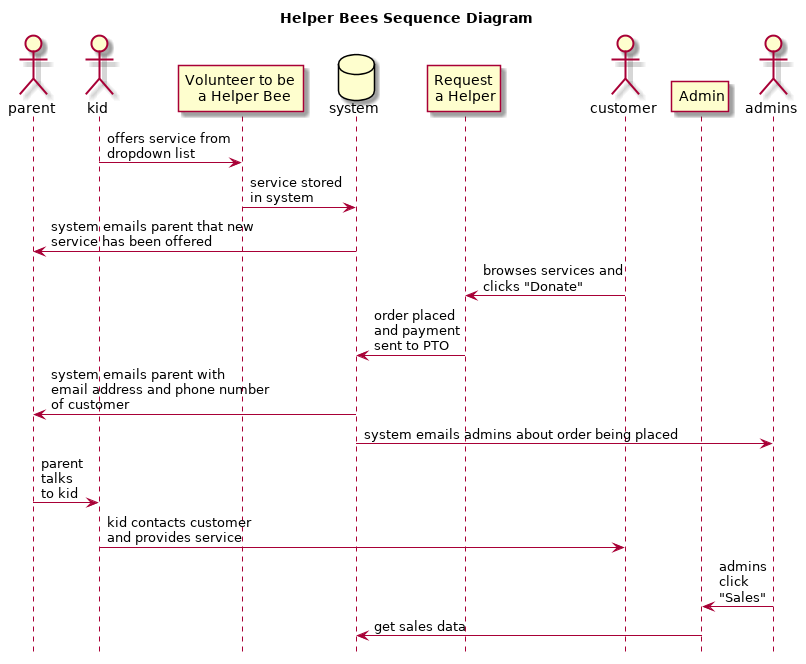 Helper Bees Sequence Diagram
parent
kid
Volunteer to be
a Helper Bee
system
Request
a Helper
customer
Admin
admins
offers service from
dropdown list
service stored
in system
system emails parent that new
service has been offered
browses services and
clicks "Donate"
order placed
and payment
sent to PTO
system emails parent with
email address and phone number
of customer
system emails admins about order being placed
parent
talks
to kid
kid contacts customer
and provides service
admins
click
"Sales"
get sales data